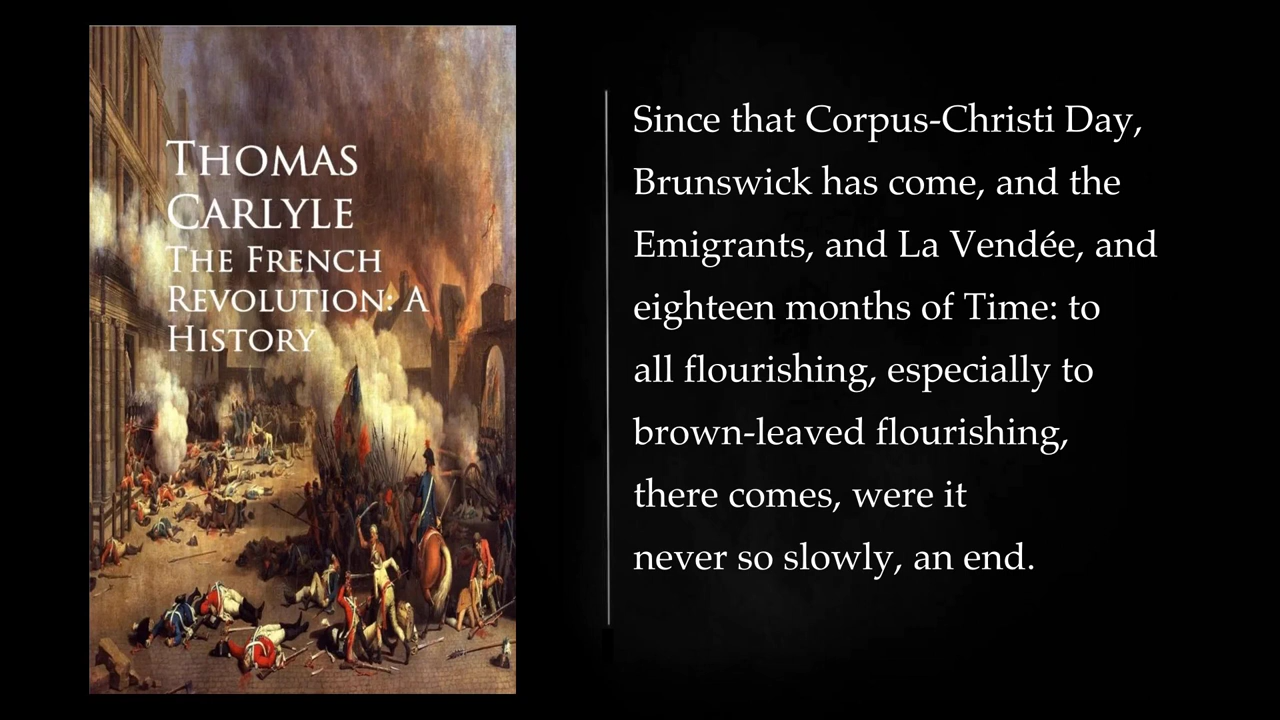 THOMAS
CARLYLE
THE FRENCH
REVOLUTION: A
HISTORY
Since that Corpus-Christi Day,
Brunswick has come, and the
Emigrants, and La Vendée, and
eighteen months of Time: to
all flourishing, especially to
brown-leaved flourishing,
there comes, were it
never so slowly, an end.